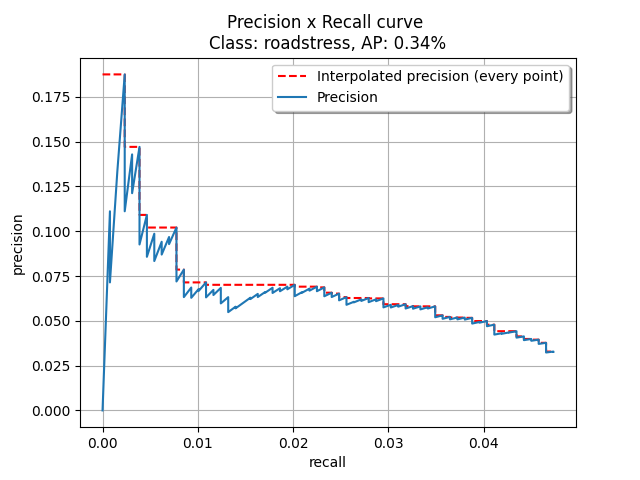 Precision x Recall curve
Class: roadstress, AP: 0.34%
Interpolated precision (every point)
Precision
0.175
0.150
0.125
0.100
0.075
0.050
0.025
0.000
precision
0.00 0.01 0.02 0.03 0.04
recall